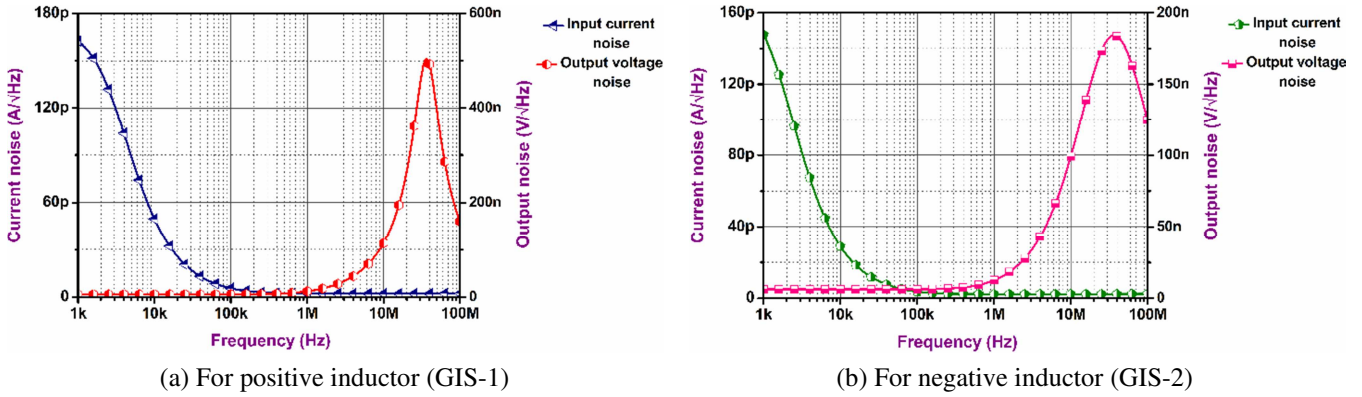 180p
120p
60p
0
Current noise (A/√Hz)
600n
400n
200n
0
Output noise (V/√Hz)
1k 10k 100k 1M 10M 100M
Frequency (Hz)
Input current
noise
Output voltage
noise
(a) For positive inductor (GIS-1)
160p
120p
80p
40p
0
Current noise (A/√Hz)
200n
150n
100n
50n
0
Output noise (V/√Hz)
1k 10k 100k 1M 10M 100M
Frequency (Hz)
Input current
noise
Output voltage
noise
(b) For negative inductor (GIS-2)